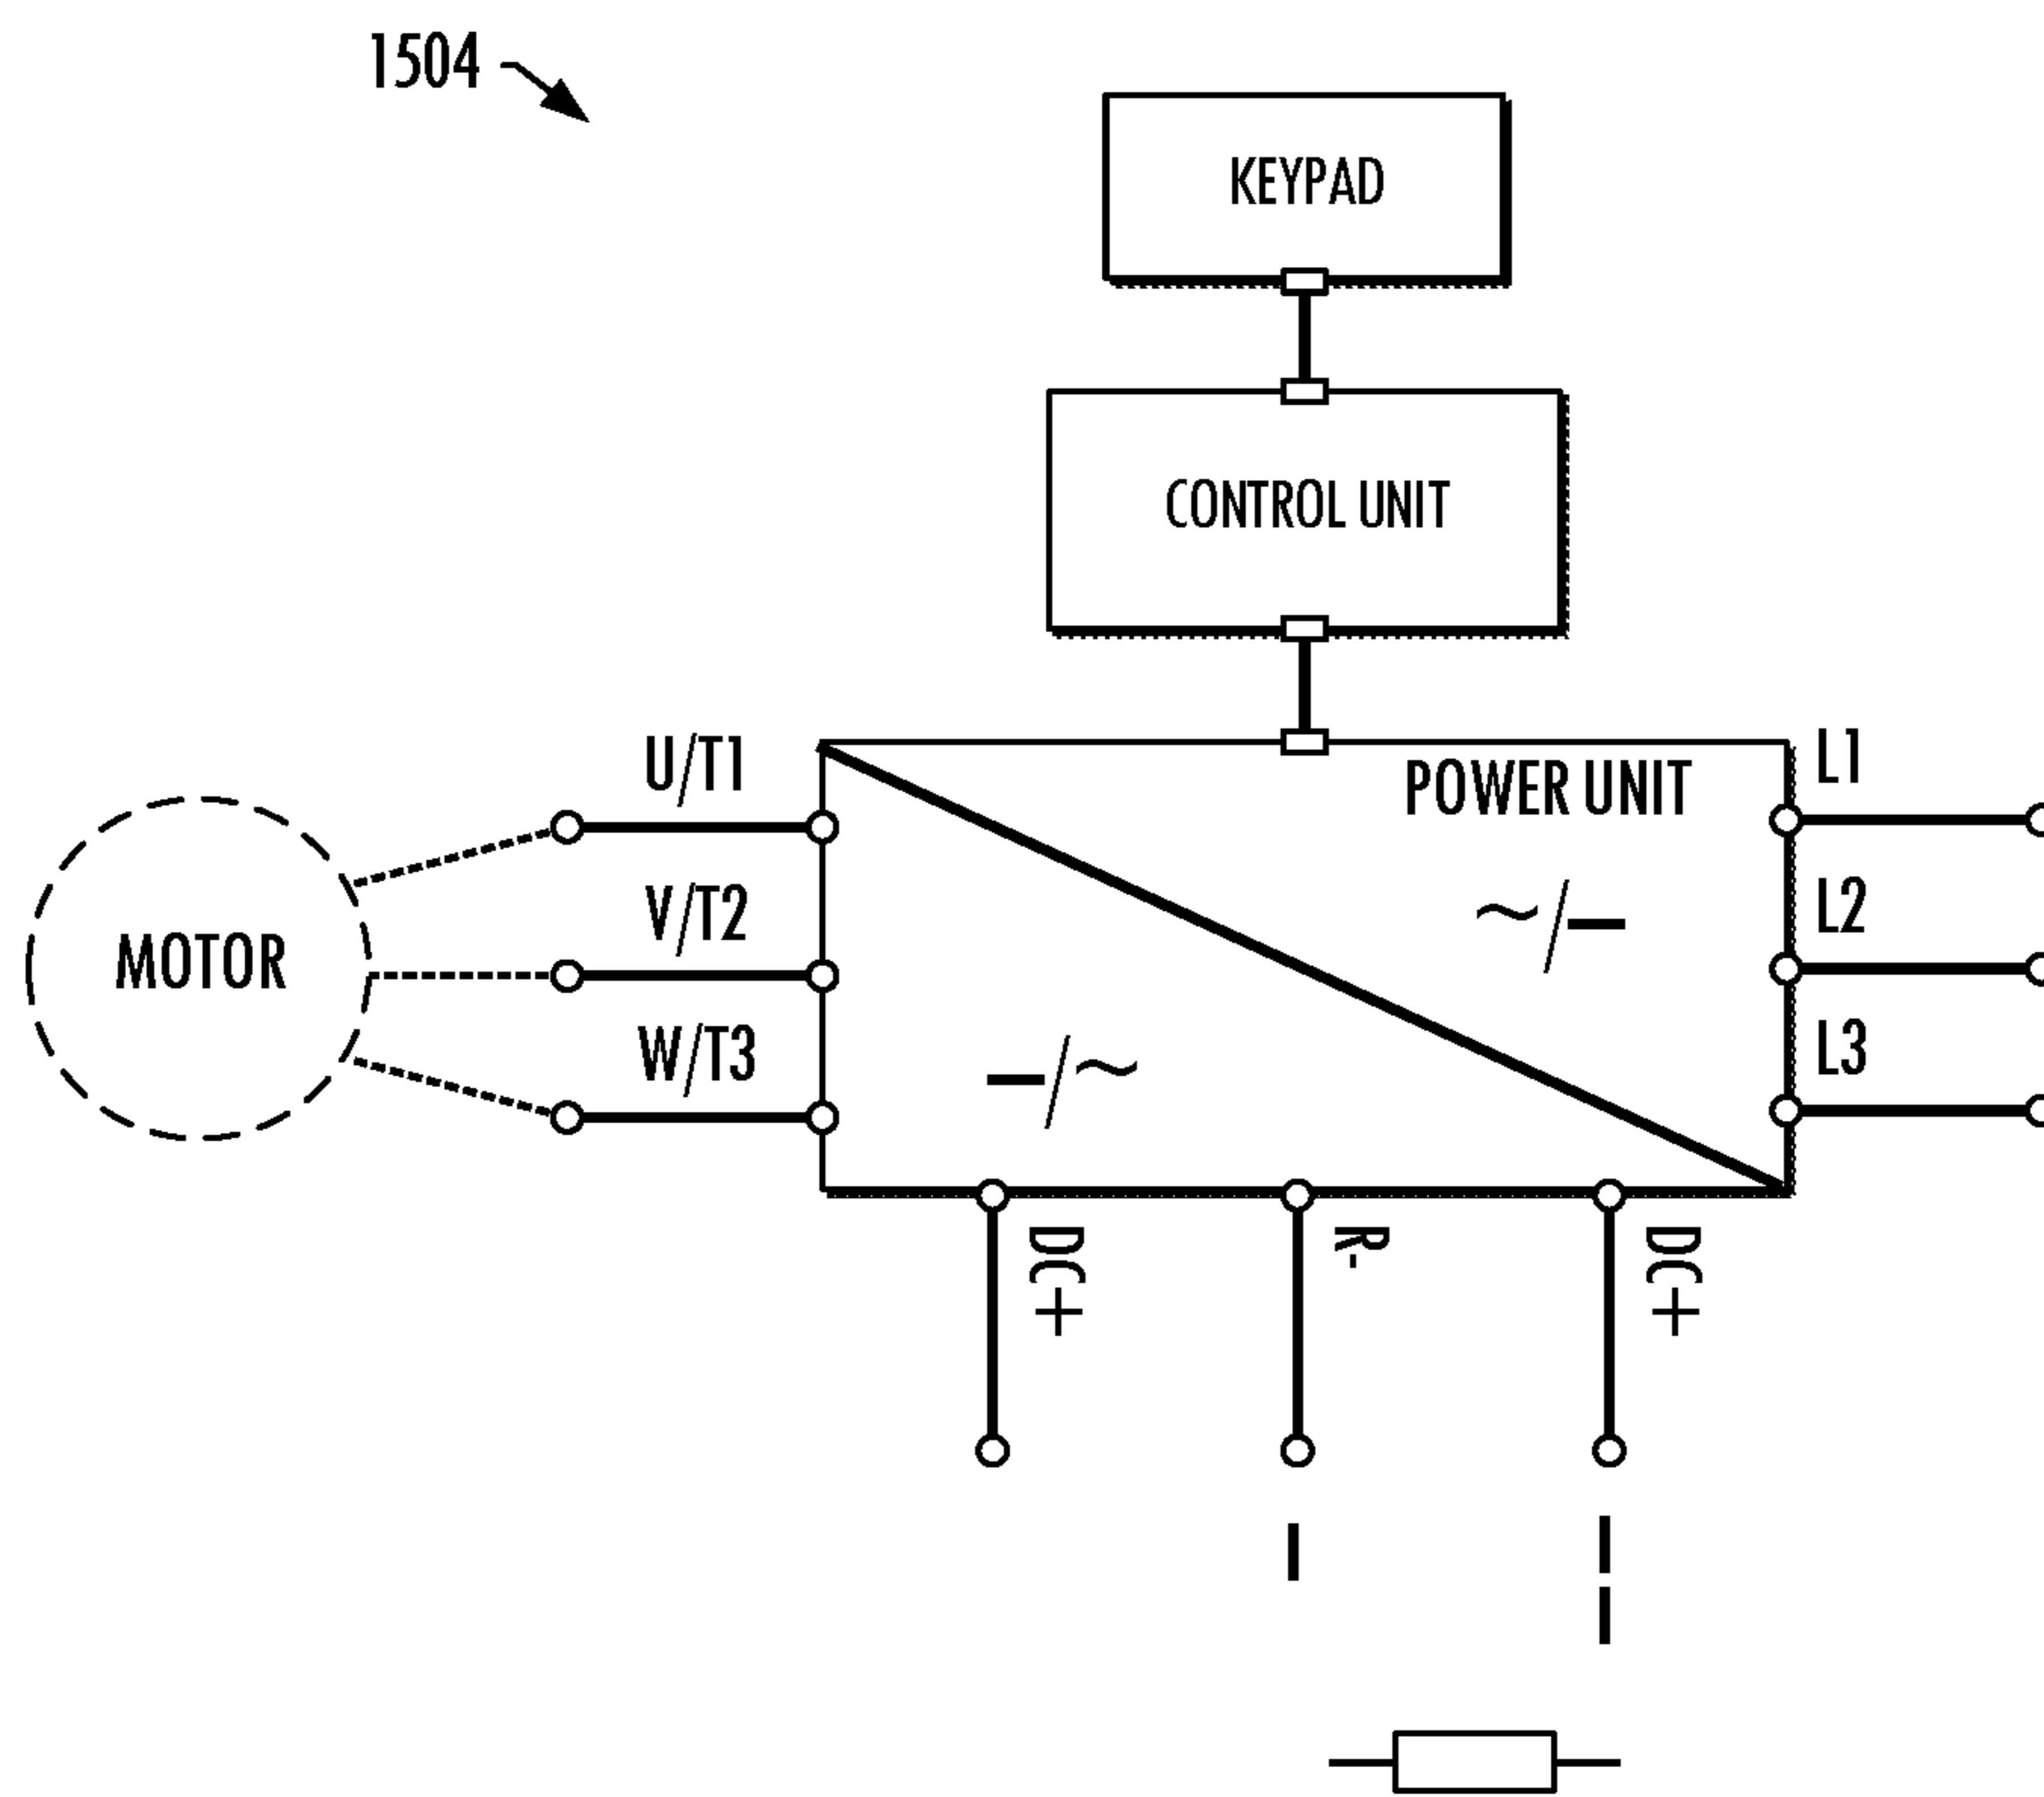 1504
KEYPAD
CONTROL UNIT
POWER UNIT
U/T1
L1
V/T2
~/–
L2
MOTOR
W/T3
–/~
L3
DC+
R-
DC+